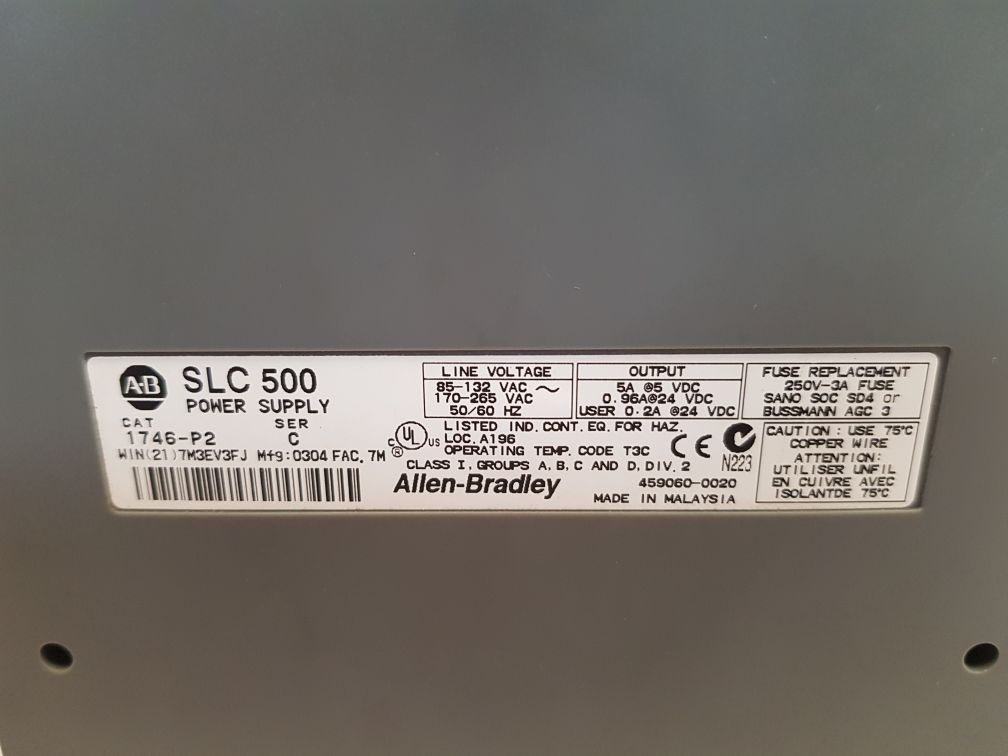 A-B SLC 500
POWER SUPPLY
CAT SER
1746-P2 C
WIN(21)7M3EV3FJ Mfg:0304 FAC. 7M
LINE VOLTAGE
85-132 VAC ~
170-265 VAC
50/60 HZ
OUTPUT
5A @5 VDC
0.96A@24 VDC
USER 0.2A @24 VDC
FUSE REPLACEMENT
250V-3A FUSE
SANO SOC SD4 or
BUSSMANN AGC 3
C UL US ®
LISTED IND. CONT. EQ. FOR HAZ.
LOC. A196
OPERATING TEMP. CODE T3C
CLASS I, GROUPS A, B, C AND D, DIV. 2
CE
N223
Allen-Bradley
459060-0020
MADE IN MALAYSIA
CAUTION : USE 75°C
COPPER WIRE
ATTENTION:
UTILISER UNFIL
EN CUIVRE AVEC
ISOLANTDE 75°C